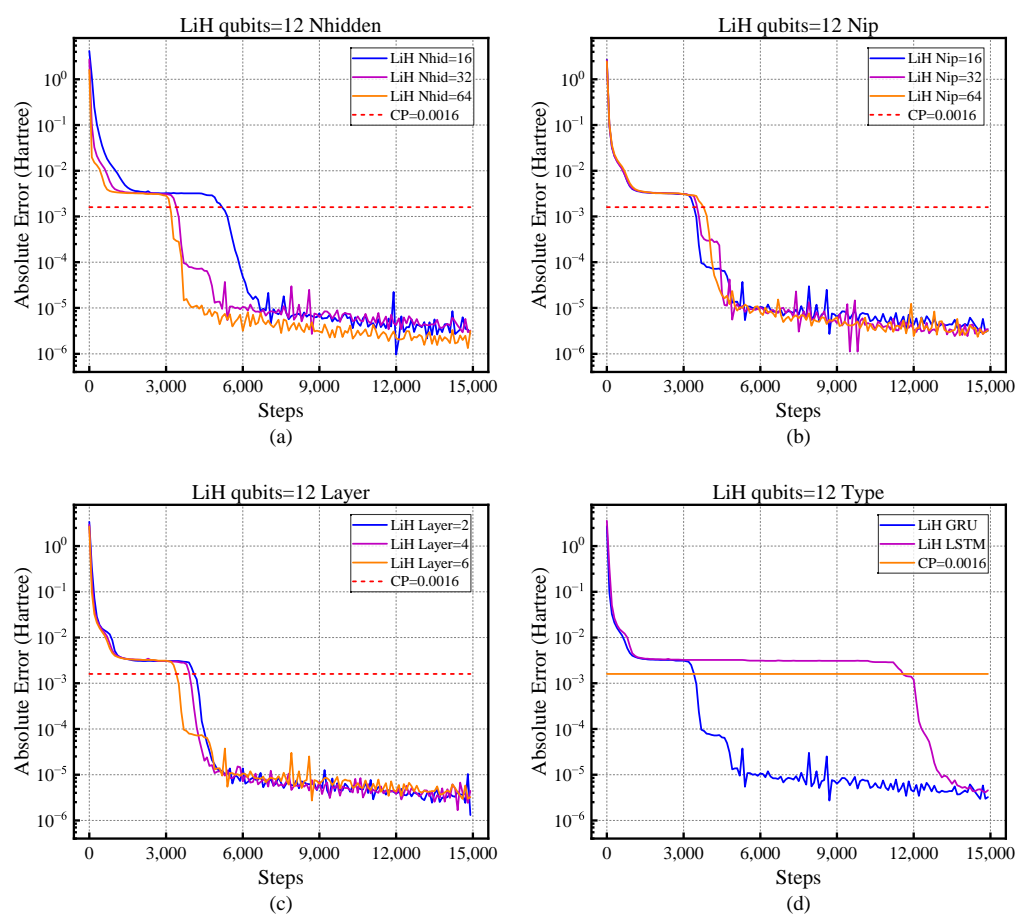 LiH qubits=12 Nhidden
Absolute Error (Hartree)
10^0
10^-1
10^-2
10^-3
10^-4
10^-5
10^-6
LiH Nhid=16
LiH Nhid=32
LiH Nhid=64
CP=0.0016
0 3,000 6,000 9,000 12,000 15,000
Steps
(a)
LiH qubits=12 Nip
Absolute Error (Hartree)
10^0
10^-1
10^-2
10^-3
10^-4
10^-5
10^-6
LiH Nip=16
LiH Nip=32
LiH Nip=64
CP=0.0016
0 3,000 6,000 9,000 12,000 15,000
Steps
(b)
LiH qubits=12 Layer
Absolute Error (Hartree)
10^0
10^-1
10^-2
10^-3
10^-4
10^-5
10^-6
LiH Layer=2
LiH Layer=4
LiH Layer=6
CP=0.0016
0 3,000 6,000 9,000 12,000 15,000
Steps
(c)
LiH qubits=12 Type
Absolute Error (Hartree)
10^0
10^-1
10^-2
10^-3
10^-4
10^-5
10^-6
LiH GRU
LiH LSTM
CP=0.0016
0 3,000 6,000 9,000 12,000 15,000
Steps
(d)